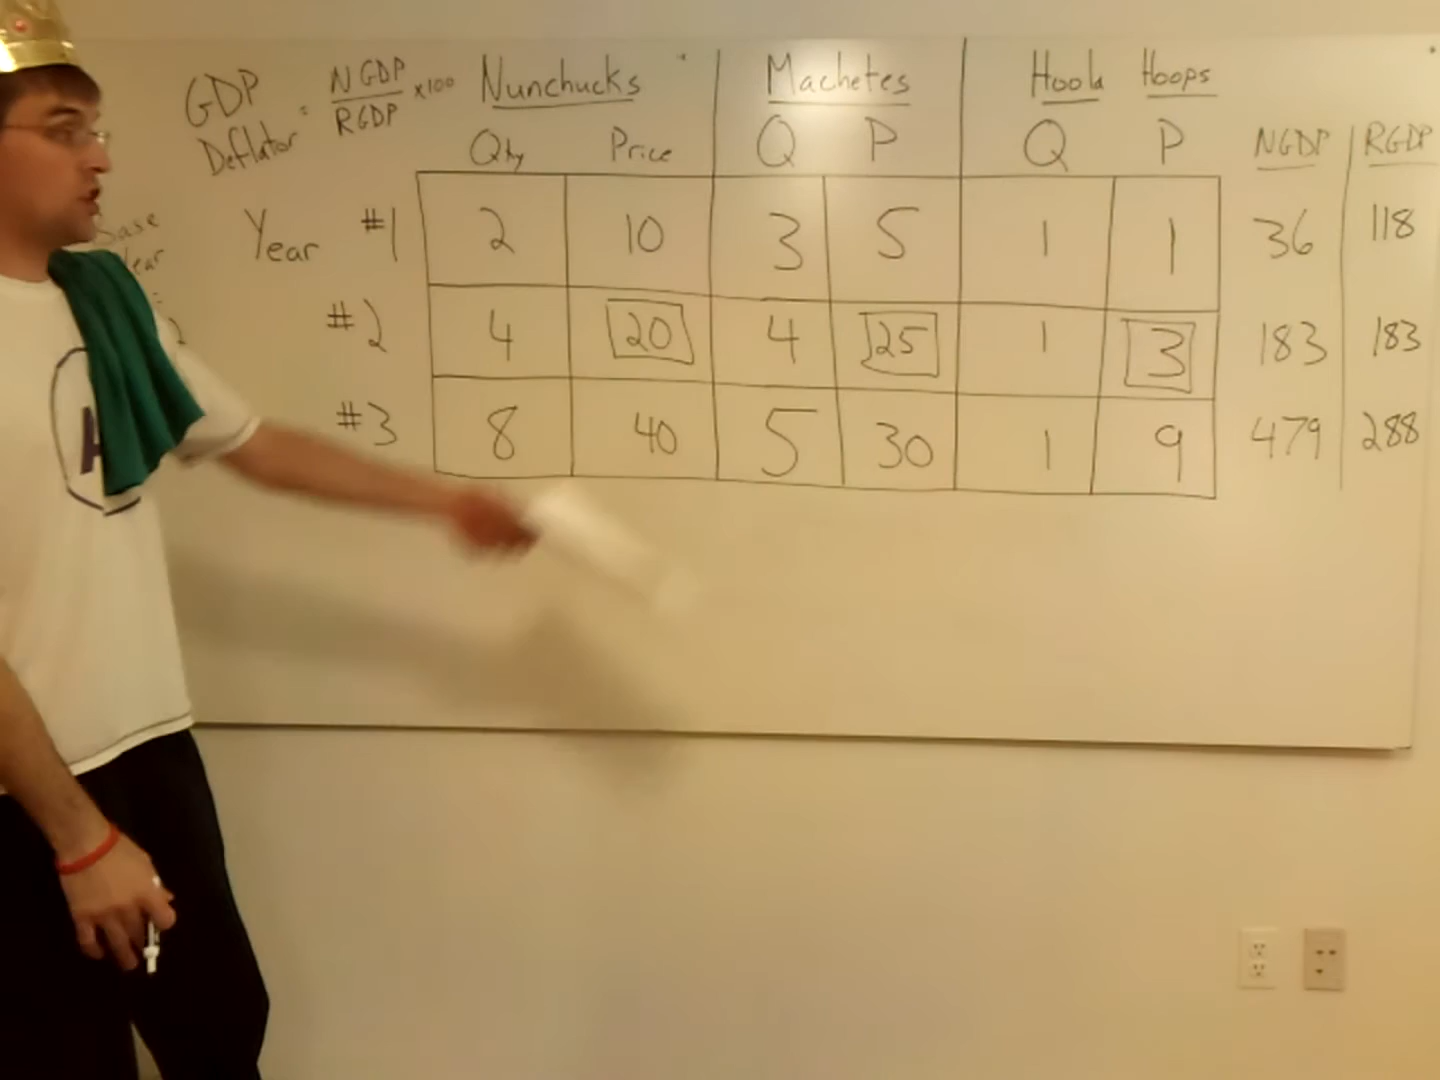 GDP Deflator = NGDP / RGDP x100
Nunchucks Machetes Hoola Hoops
Qty Price Q P Q P NGDP RGDP
Year #1 2 10 3 5 1 1 36 118
#2 4 20 4 25 1 3 183 183
#3 8 40 5 30 1 9 479 288
Base
Year
=
2